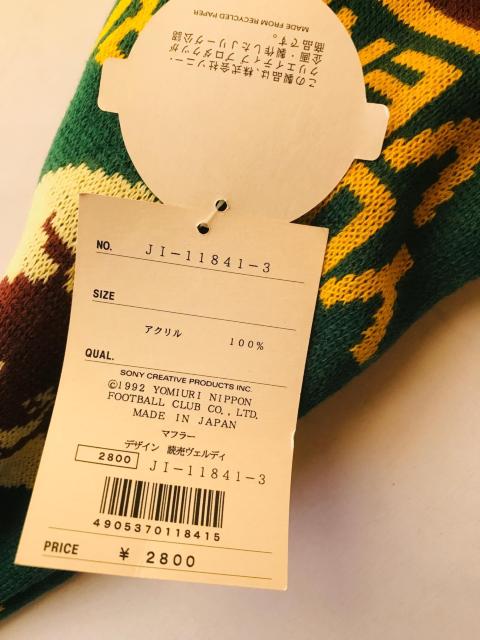 MADE FROM RECYCLED PAPER
この製品は、株式会社ソニー・
クリエイティブプロダクツが
企画・製作したJリーグ公認
商品です。
NO. JI-11841-3
SIZE
アクリル 100%
QUAL.
SONY CREATIVE PRODUCTS INC.
©1992 YOMIURI NIPPON
FOOTBALL CLUB CO., LTD.
MADE IN JAPAN
マフラー
デザイン 読売ヴェルディ
2800 JI-11841-3
4905370118415
PRICE ¥ 2800